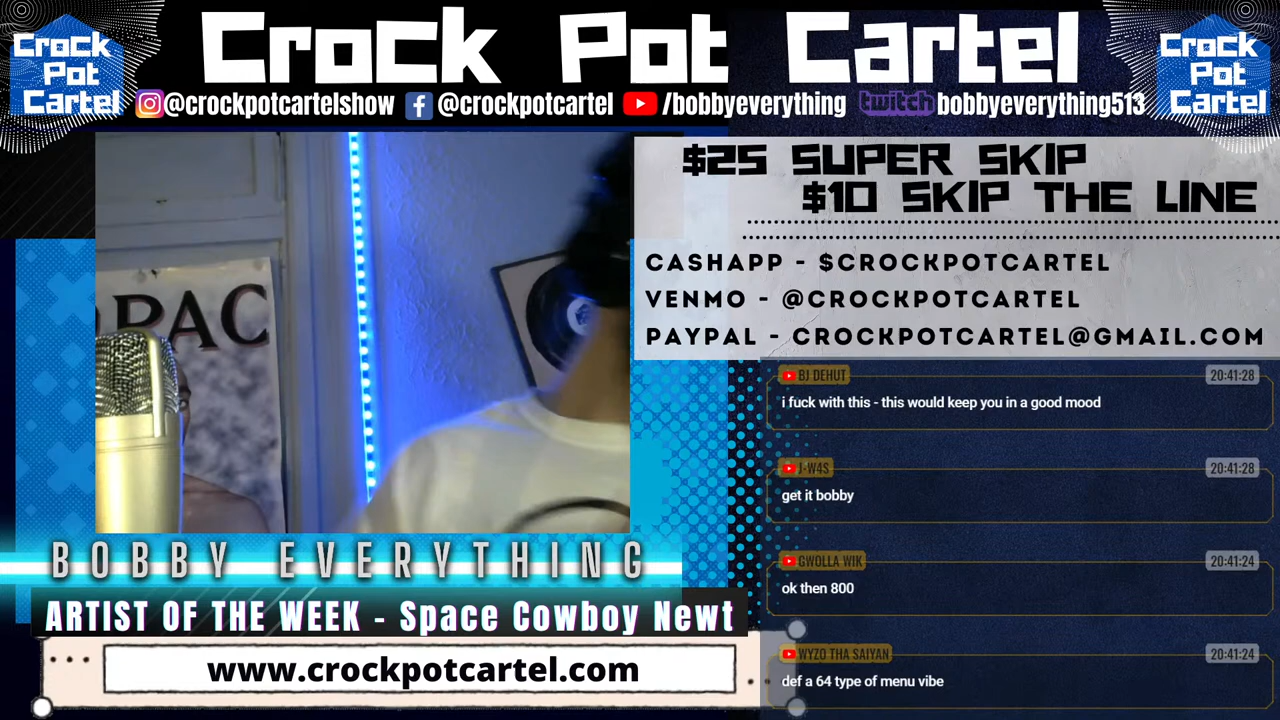 Crock Pot Cartel
Crock
Pot
Cartel
Crock
Pot
Cartel
@crockpotcartelshow @crockpotcartel /bobbyeverything twitch bobbyeverything513
$25 SUPER SKIP
$10 SKIP THE LINE
CASHAPP - $CROCKPOTCARTEL
VENMO - @CROCKPOTCARTEL
PAYPAL - CROCKPOTCARTEL@GMAIL.COM
PAC
BJ DEHUT 20:41:28
i fuck with this - this would keep you in a good mood
J-W4S 20:41:28
get it bobby
GWOLLA WIK 20:41:24
ok then 800
WYZO THA SAIYAN 20:41:24
def a 64 type of menu vibe
BOBBY EVERYTHING
ARTIST OF THE WEEK - Space Cowboy Newt
www.crockpotcartel.com